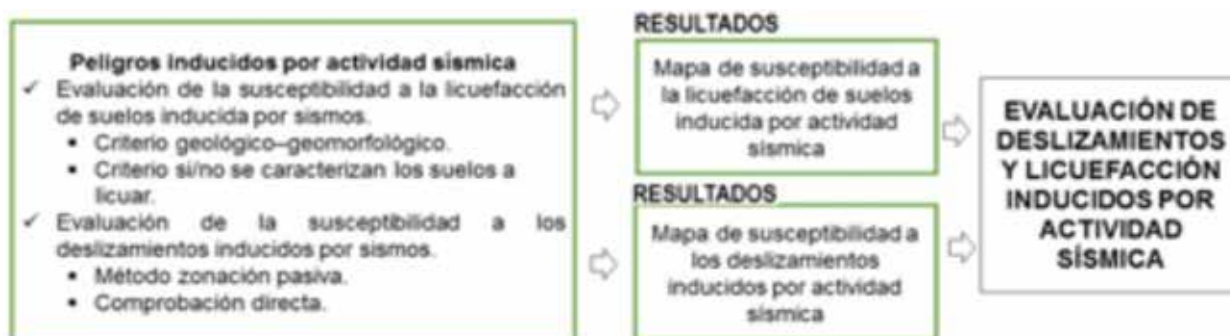 Peligros inducidos por actividad sísmica
✓ Evaluación de la susceptibilidad a la licuefacción
de suelos inducida por sismos.
▪ Criterio geológico–geomorfológico.
▪ Criterio si/no se caracterizan los suelos a
licuar.
✓ Evaluación de la susceptibilidad a los
deslizamientos inducidos por sismos.
▪ Método zonación pasiva.
▪ Comprobación directa.
RESULTADOS
Mapa de susceptibilidad a
la licuefacción de suelos
inducida por actividad
sísmica
RESULTADOS
Mapa de susceptibilidad a
los deslizamientos
inducidos por actividad
sísmica
EVALUACIÓN DE
DESLIZAMIENTOS
Y LICUEFACCIÓN
INDUCIDOS POR
ACTIVIDAD
SÍSMICA